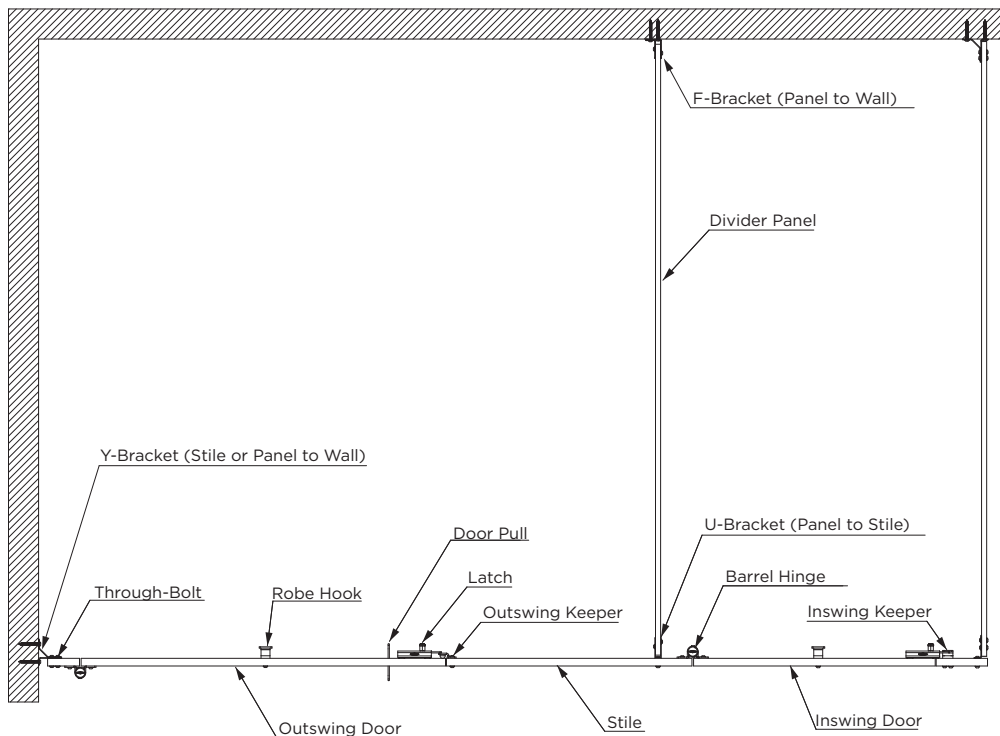 F-Bracket (Panel to Wall)
Divider Panel
Y-Bracket (Stile or Panel to Wall)
U-Bracket (Panel to Stile)
Door Pull
Latch
Barrel Hinge
Through-Bolt
Robe Hook
Outswing Keeper
Inswing Keeper
Outswing Door
Stile
Inswing Door